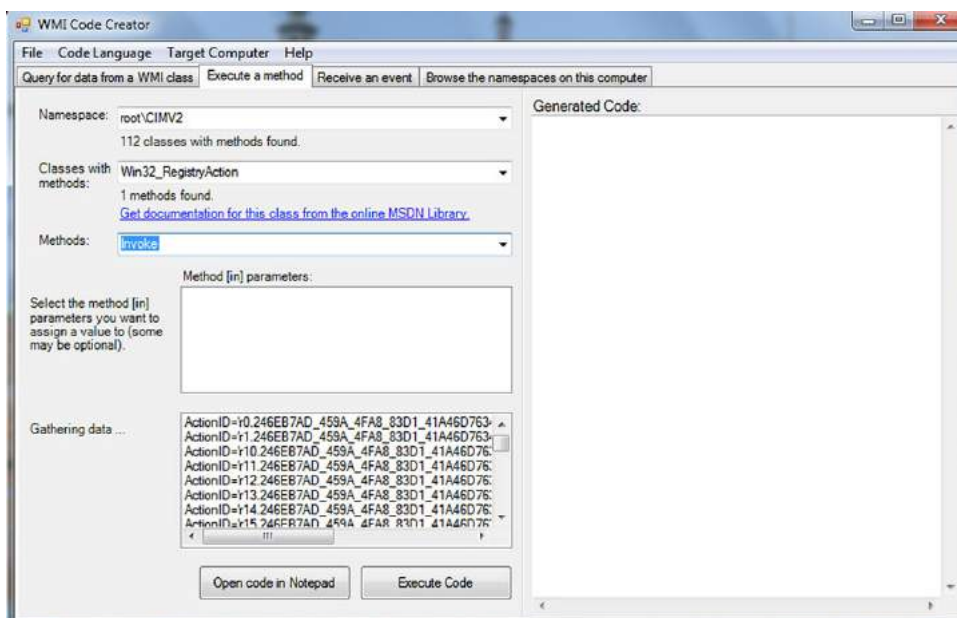 WMI Code Creator
File Code Language Target Computer Help
Query for data from a WMI class Execute a method Receive an event Browse the namespaces on this computer
Namespace: root\CIMV2
112 classes with methods found.
Classes with methods: Win32_RegistryAction
1 methods found.
Get documentation for this class from the online MSDN Library.
Methods: Invoke
Method [in] parameters:
Select the method [in]
parameters you want to
assign a value to (some
may be optional).
Gathering data ...
ActionID='r0.246EB7AD_459A_4FA8_83D1_41A46D763
ActionID='r1.246EB7AD_459A_4FA8_83D1_41A46D763
ActionID='r10.246EB7AD_459A_4FA8_83D1_41A46D76
ActionID='r11.246EB7AD_459A_4FA8_83D1_41A46D76
ActionID='r12.246EB7AD_459A_4FA8_83D1_41A46D76
ActionID='r13.246EB7AD_459A_4FA8_83D1_41A46D76
ActionID='r14.246EB7AD_459A_4FA8_83D1_41A46D76
ActionID='r15.246EB7AD_459A_4FA8_83D1_41A46D76
Open code in Notepad Execute Code
Generated Code: